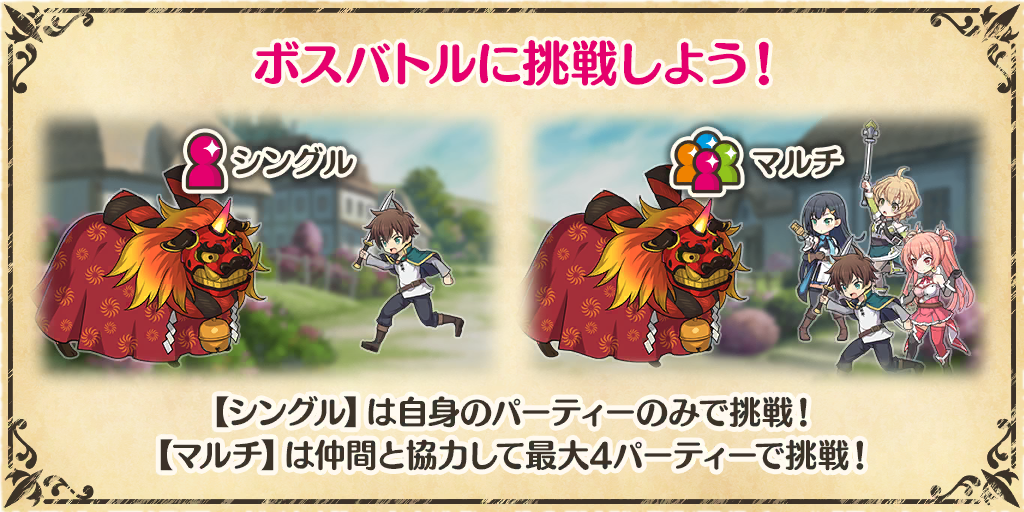 ボスバトルに挑戦しよう!
シングル
マルチ
【シングル】は自身のパーティーのみで挑戦!
【マルチ】は仲間と協力して最大4パーティーで挑戦!